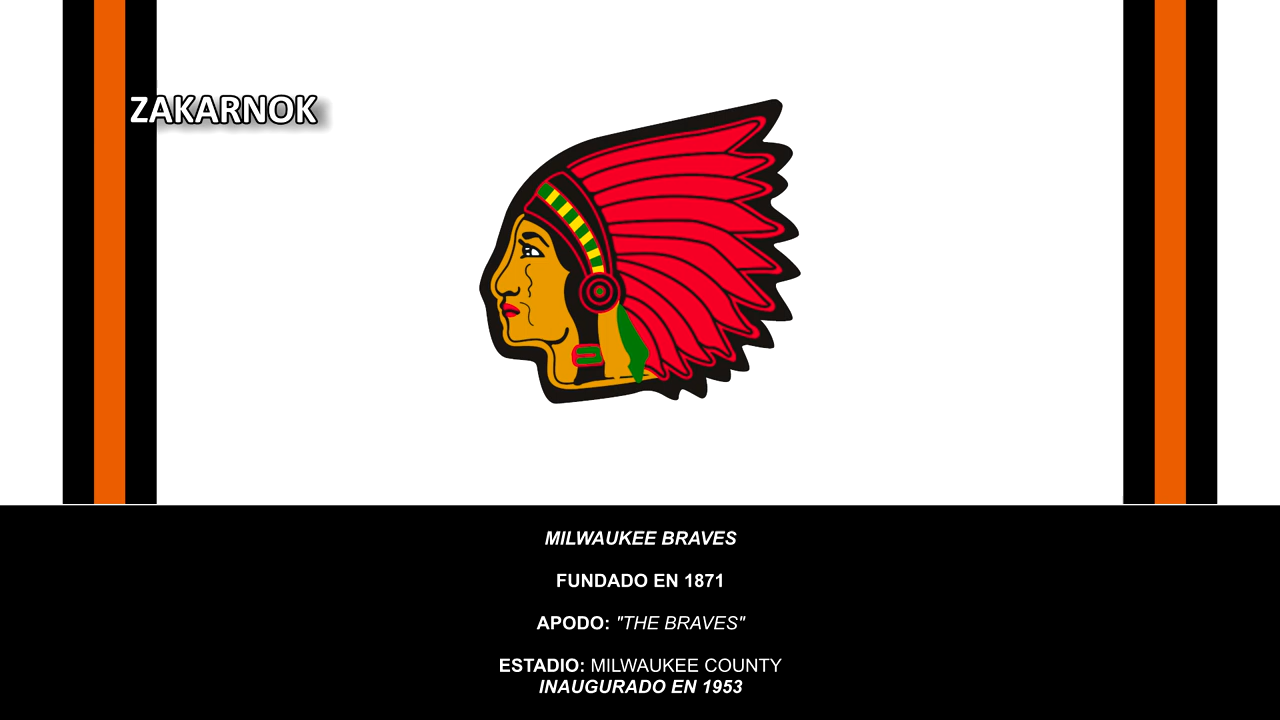 ZAKARNOK
MILWAUKEE BRAVES
FUNDADO EN 1871
APODO: "THE BRAVES"
ESTADIO: MILWAUKEE COUNTY
INAUGURADO EN 1953